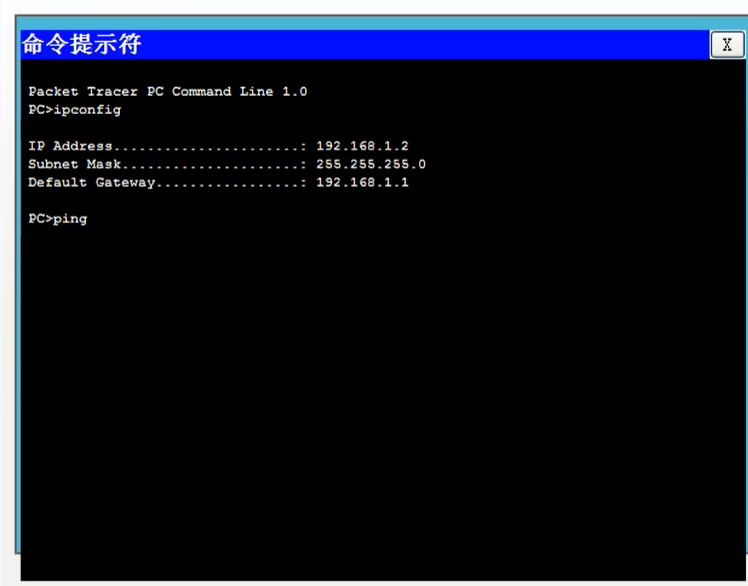 命令提示符
X
Packet Tracer PC Command Line 1.0
PC>ipconfig
IP Address......................: 192.168.1.2
Subnet Mask.....................: 255.255.255.0
Default Gateway.................: 192.168.1.1
PC>ping